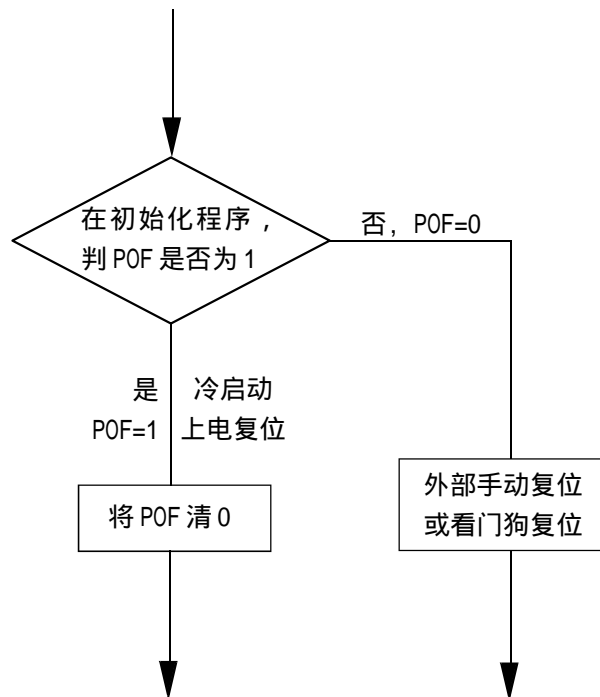 在初始化程序,
判 POF 是否为 1
否, POF=0
是 冷启动
POF=1 上电复位
将 POF 清 0
外部手动复位
或看门狗复位